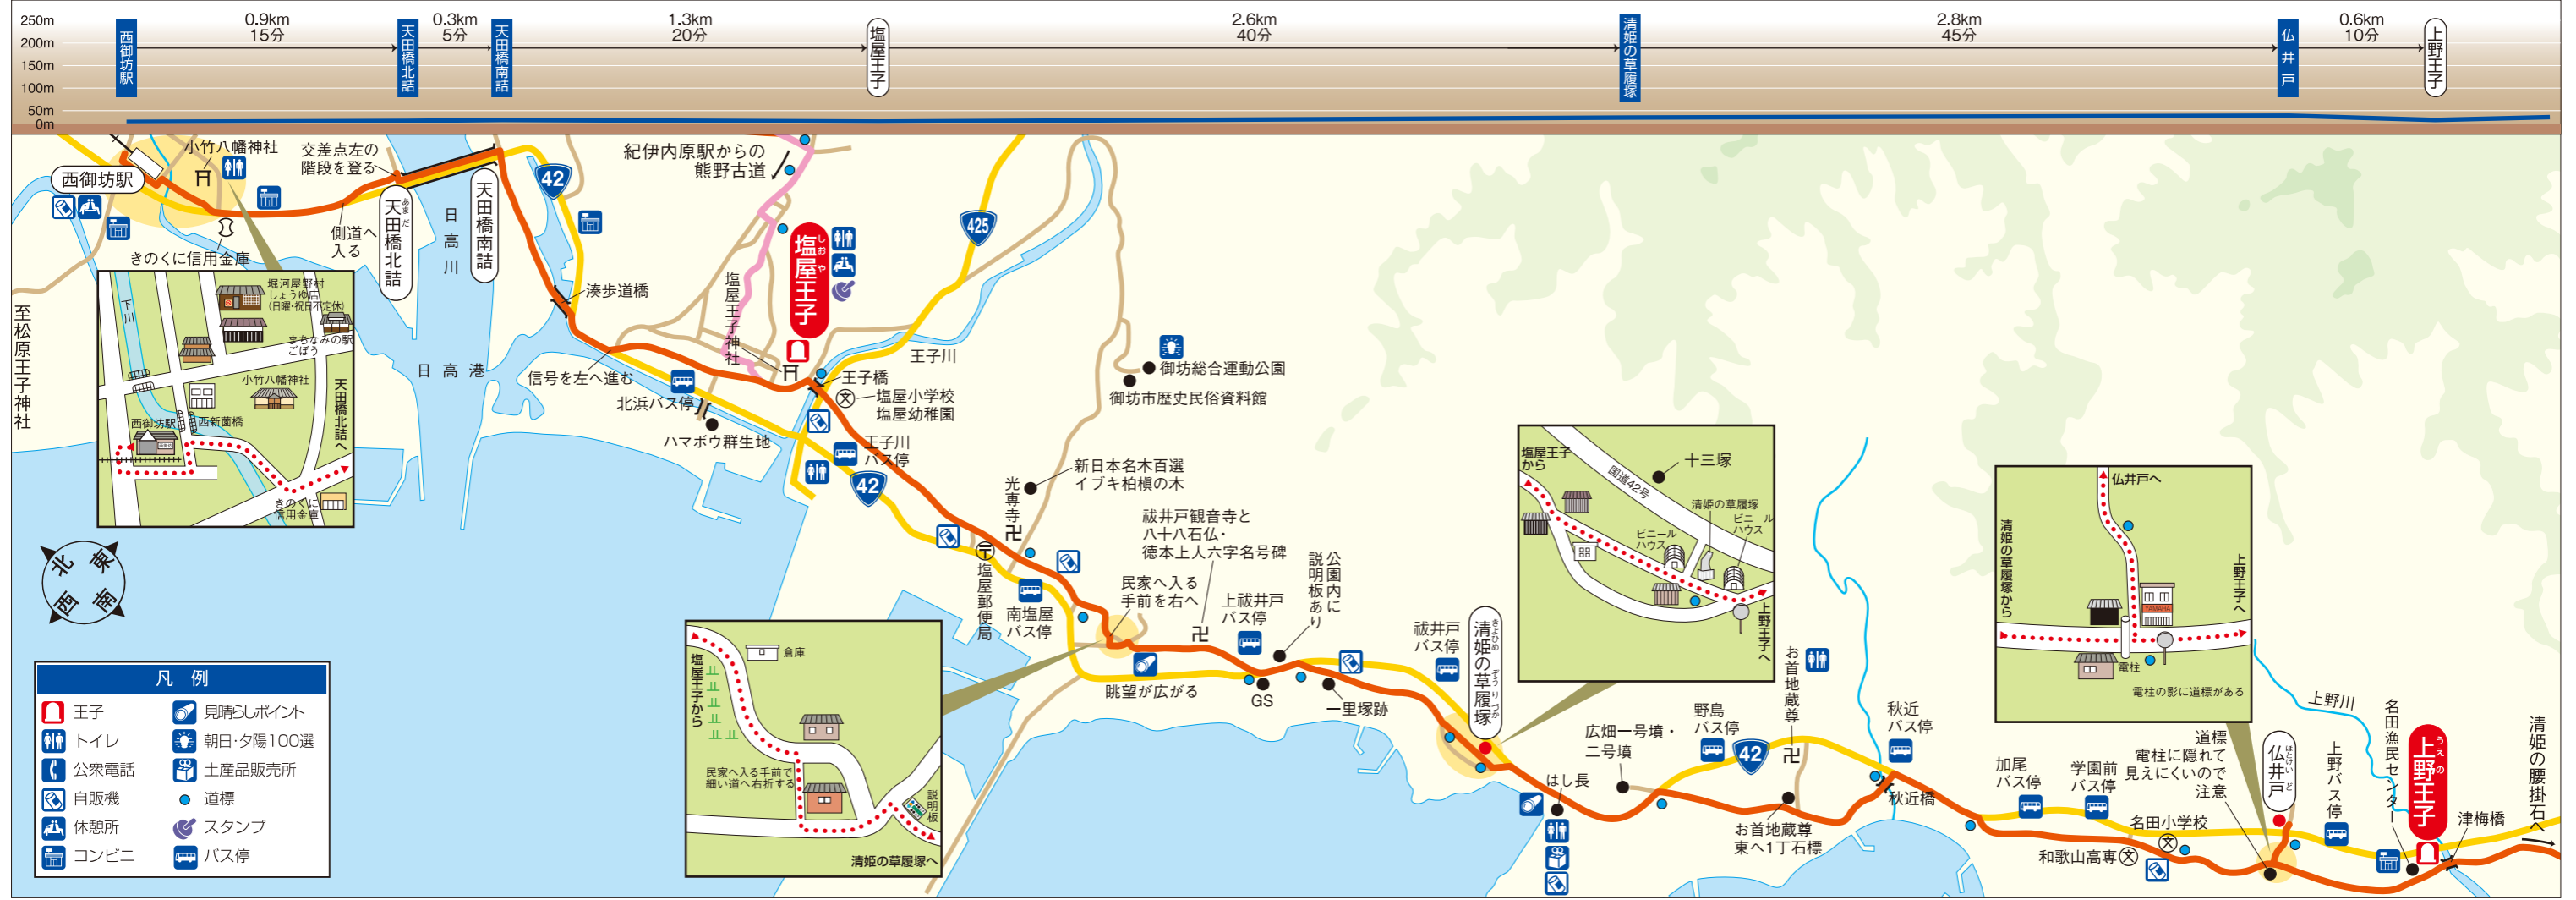 250m
200m
150m
100m
50m
0m
西御坊駅
0.9km
15分
天田橋北詰
0.3km
5分
天田橋南詰
1.3km
20分
塩屋王子
2.6km
40分
清姫の草履塚
2.8km
45分
仏井戸
0.6km
10分
上野王子
西御坊駅
小竹八幡神社
交差点左の
階段を登る
きのくに信用金庫
側道へ
入る
天田橋北詰
あまだ
日高川
天田橋南詰
42
湊歩道橋
至松原王子神社
日高港
信号を左へ進む
北浜バス停
ハマボウ群生地
紀伊内原駅からの
熊野古道
塩屋王子神社
塩屋王子
しおや
425
王子川
王子橋
塩屋小学校
塩屋幼稚園
王子川
バス停
42
御坊総合運動公園
御坊市歴史民俗資料館
新日本名木百選
イブキ柏槇の木
光専寺
塩屋郵便局
南塩屋
バス停
祓井戸観音寺と
八十八石仏・
徳本上人六字名号碑
民家へ入る
手前を右へ
眺望が広がる
上祓井戸
バス停
公園内に
説明板あり
GS
一里塚跡
祓井戸
バス停
清姫の草履塚
きよひめ
ぞうりづか
はし長
広畑一号墳・
二号墳
野島
バス停
42
お首地蔵尊
お首地蔵尊
東へ1丁石標
秋近
バス停
秋近橋
加尾
バス停
学園前
バス停
名田小学校
和歌山高専
道標
電柱に隠れて
見えにくいので
注意
仏井戸
ほとけいど
上野バス停
上野川
名田漁民センター
上野王子
うえの
津梅橋
清姫の腰掛石へ
下川
堀河屋野村
しょうゆ店
(日曜・祝日不定休)
まちなみの駅
ごぼう
小竹八幡神社
天田橋北詰へ
西御坊駅
西新薗橋
きのくに
信用金庫
北
東
西
南
凡例
王子
トイレ
公衆電話
自販機
休憩所
コンビニ
見晴らしポイント
朝日・夕陽100選
土産品販売所
道標
スタンプ
バス停
塩屋王子から
倉庫
民家へ入る手前で
細い道へ右折する
説明板
清姫の草履塚へ
塩屋王子
から
国道42号
十三塚
清姫の草履塚
ビニール
ハウス
ビニール
ハウス
上野王子へ
仏井戸へ
清姫の草履塚から
上野王子へ
YAMAHA
電柱
電柱の影に道標がある